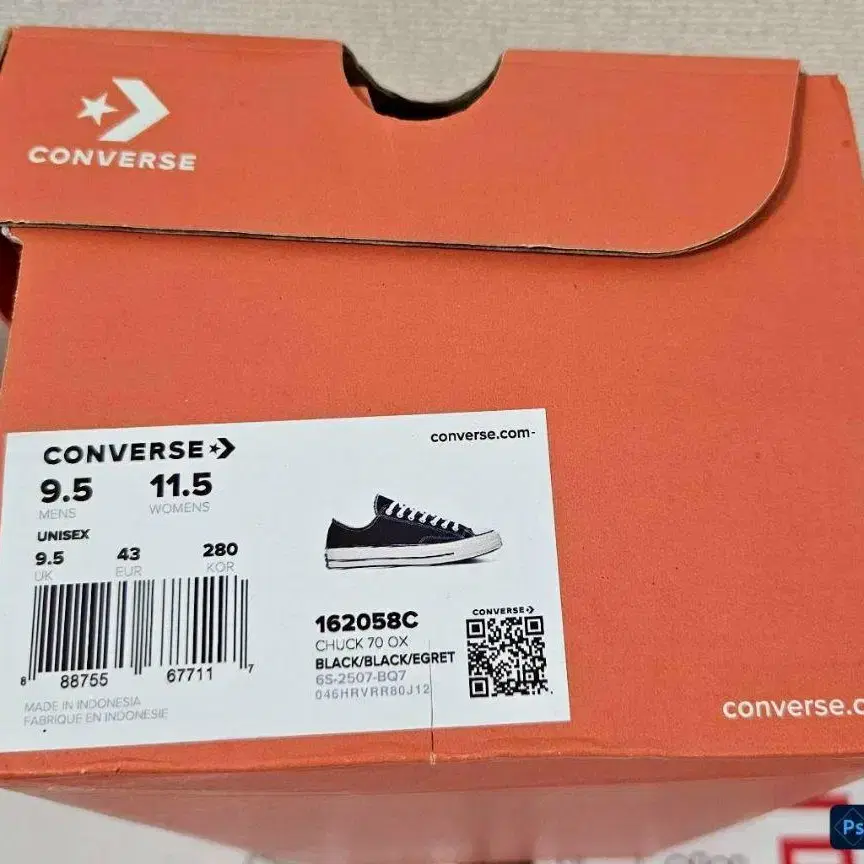 CONVERSE
CONVERSE
converse.com
9.5 11.5
MENS WOMENS
UNISEX
9.5 43 280
UK EUR KOR
8 88755 67711 7
MADE IN INDONESIA
FABRIQUE EN INDONESIE
162058C
CHUCK 70 OX
BLACK/BLACK/EGRET
6S-2507-BQ7
046HRVRR80J12
CONVERSE
converse.c
Ps